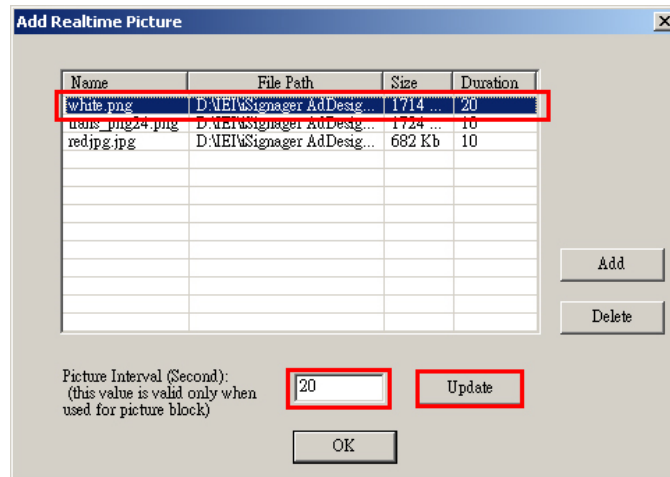 Add Realtime Picture
Name File Path Size Duration
white.png D:\IEI\iSignager AdDesig... 1714 ... 20
trans_png24.png D:\IEI\iSignager AdDesig... 1724 ... 10
redjpg.jpg D:\IEI\iSignager AdDesig... 682 Kb 10
Add
Delete
Picture Interval (Second):
(this value is valid only when
used for picture block)
20
Update
OK